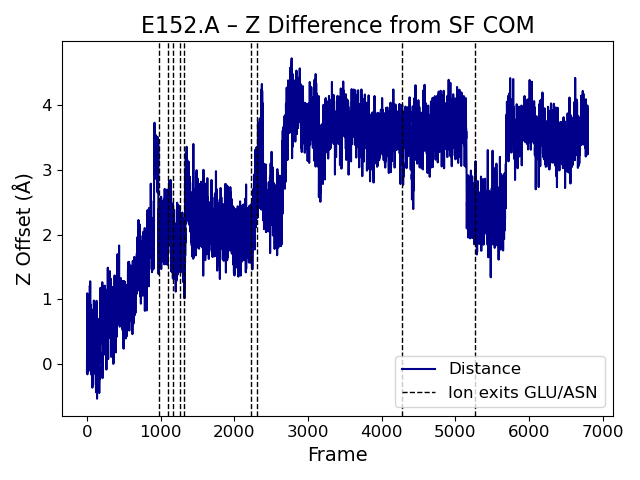 E152.A – Z Difference from SF COM
Z Offset (Å)
4
3
2
1
0
Distance
Ion exits GLU/ASN
0 1000 2000 3000 4000 5000 6000 7000
Frame